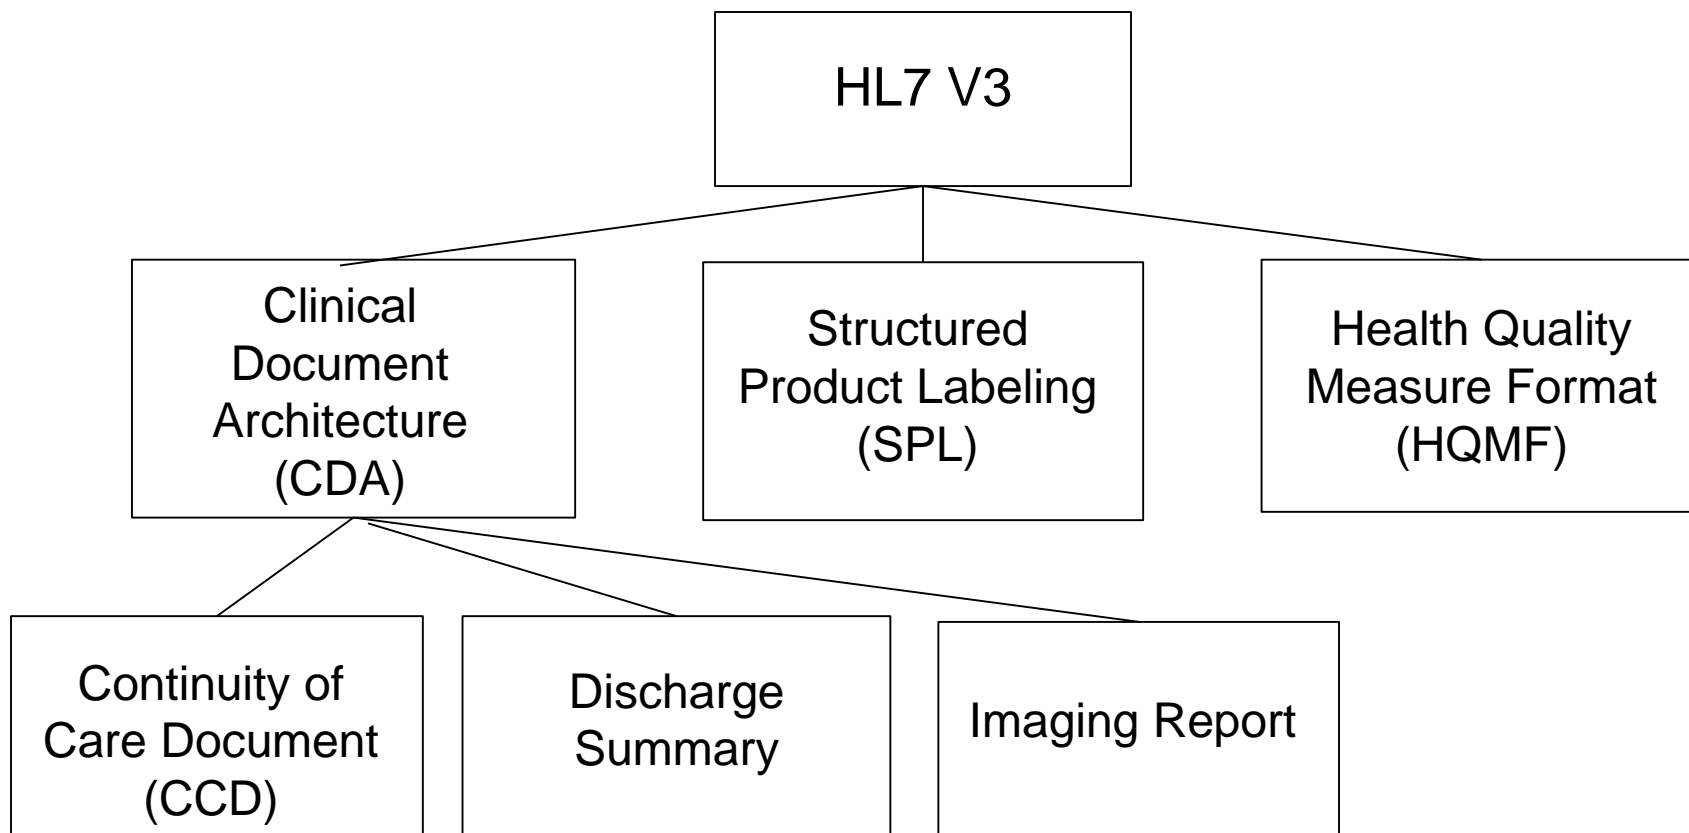 HL7 V3
Clinical
Document
Architecture
(CDA)
Structured
Product Labeling
(SPL)
Health Quality
Measure Format
(HQMF)
Continuity of
Care Document
(CCD)
Discharge
Summary
Imaging Report